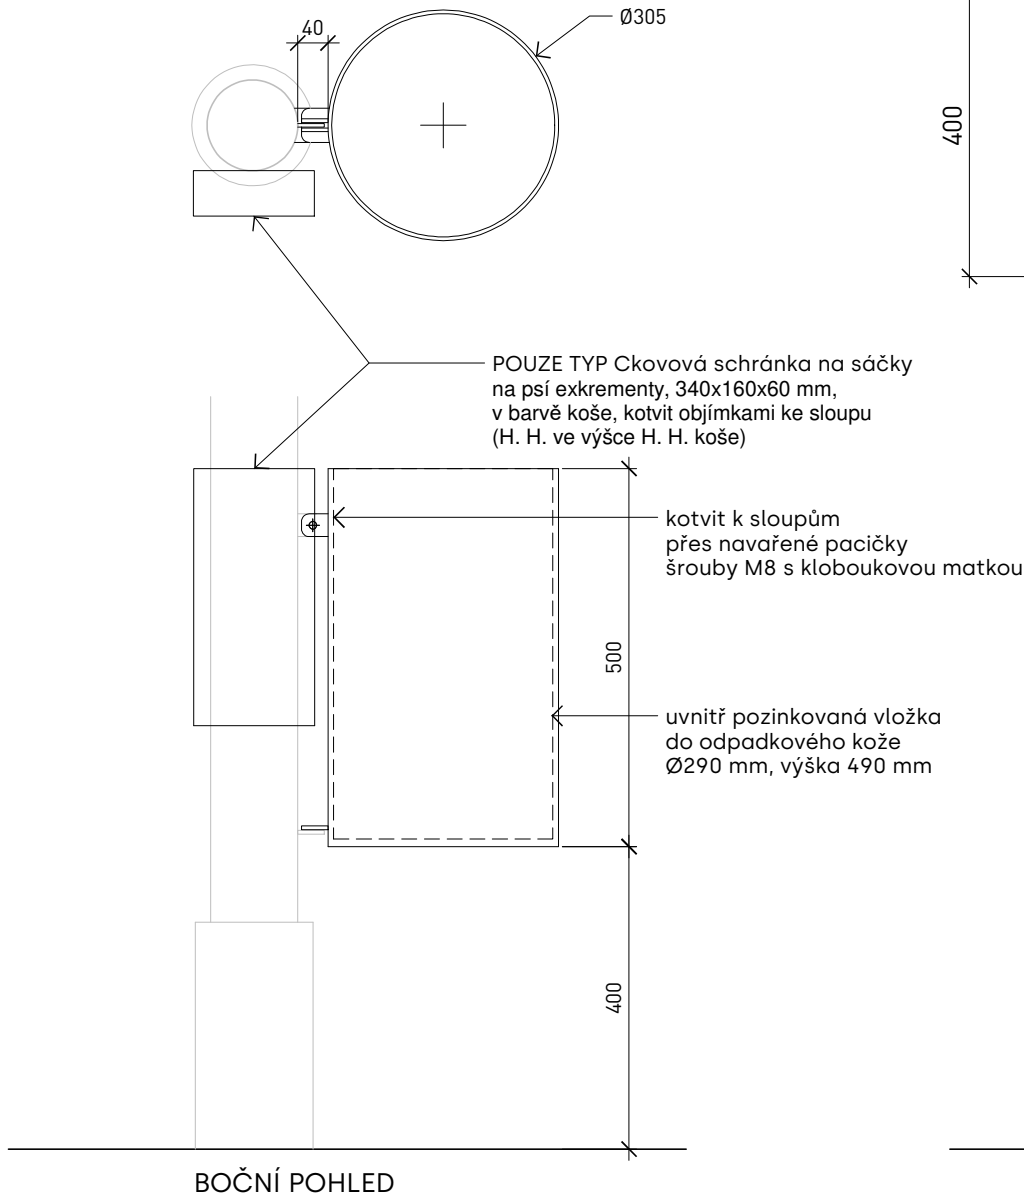 40
Ø305
400
POUZE TYP Ckovová schránka na sáčky
na psí exkrementy, 340x160x60 mm,
v barvě koše, kotvit objímkami ke sloupu
(H. H. ve výšce H. H. koše)
kotvit k sloupům
přes navařené pacičky
šrouby M8 s kloboukovou matkou
500
uvnitř pozinkovaná vložka
do odpadkového kože
Ø290 mm, výška 490 mm
400
BOČNÍ POHLED